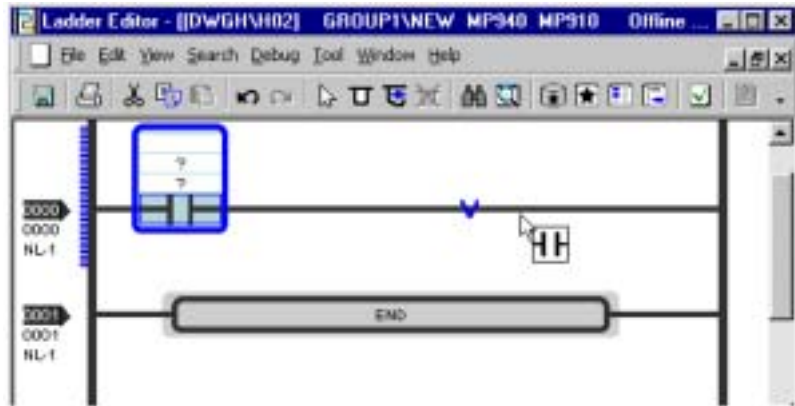 Ladder Editor - [[DWGH\H02] GROUP1\NEW MP940 MP910 Offline ...
File Edit View Search Debug Tool Window Help
?
?
0000
0000
NL-1
0001
END
0001
NL-1